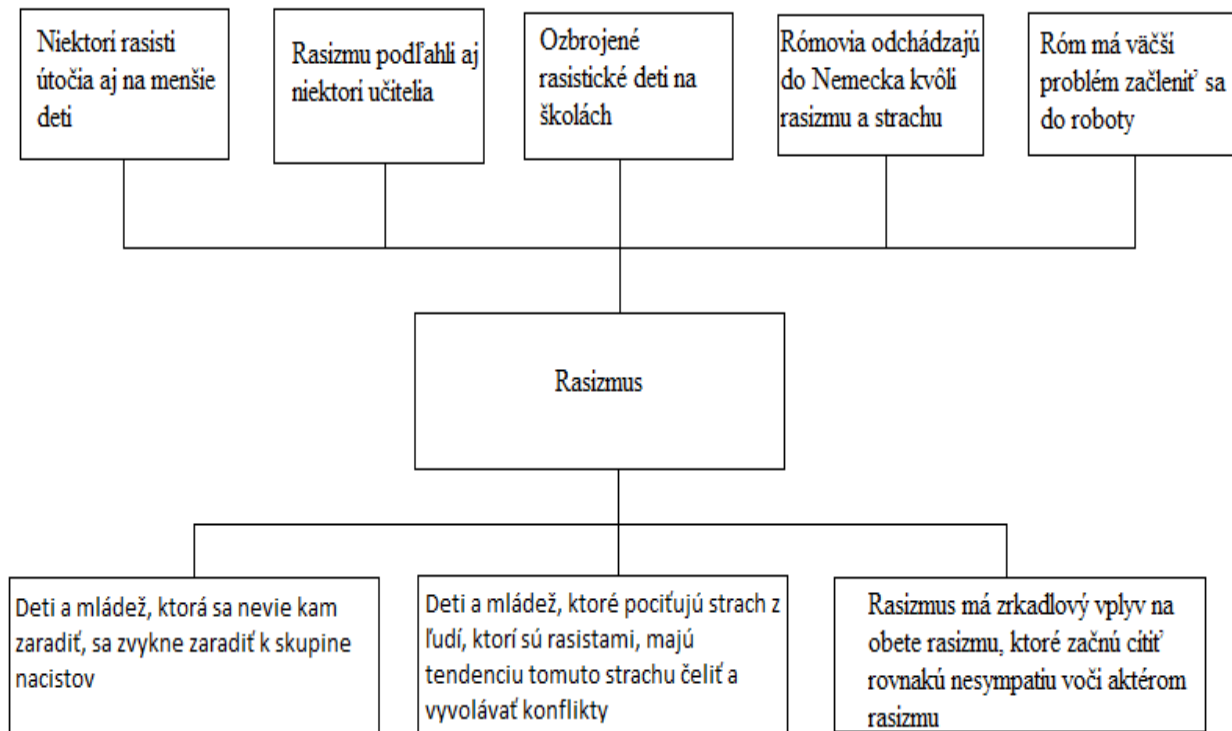 Niektorí rasisti
útočia aj na menšie
deti
Rasizmu podľahli aj
niektorí učitelia
Ozbrojené
rasistické deti na
školách
Rómovia odchádzajú
do Nemecka kvôli
rasizmu a strachu
Róm má väčší
problém začleniť sa
do roboty
Rasizmus
Deti a mládež, ktorá sa nevie kam
zaradiť, sa zvykne zaradiť k skupine
nacistov
Deti a mládež, ktoré pociťujú strach z
ľudí, ktorí sú rasistami, majú
tendenciu tomuto strachu čeliť a
vyvolávať konflikty
Rasizmus má zrkadlový vplyv na
obete rasizmu, ktoré začnú cítiť
rovnakú nesympatiu voči aktérom
rasizmu